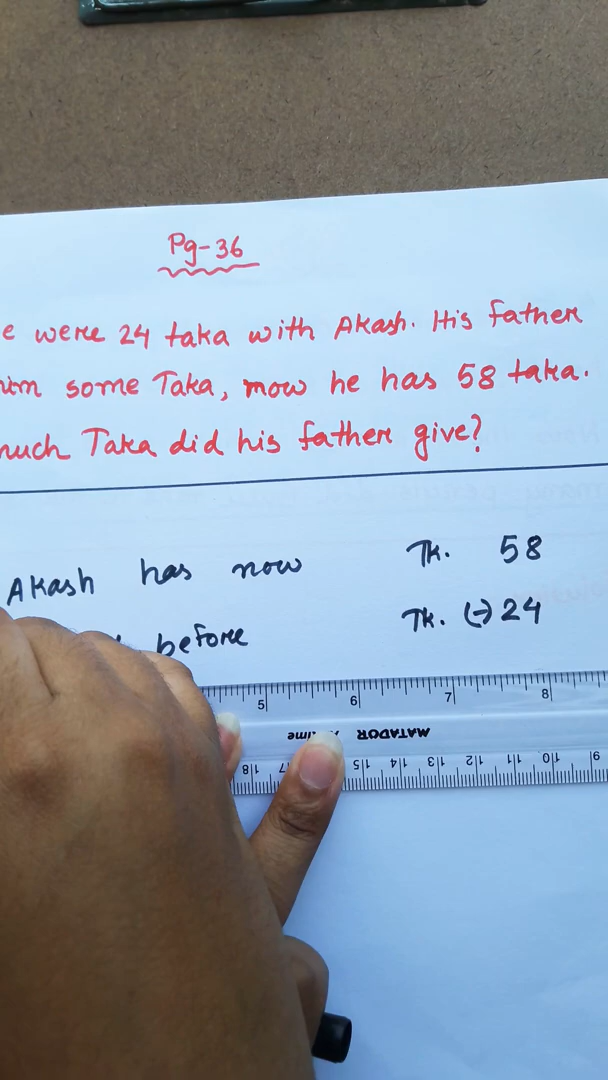 Pg-36
e were 24 taka with Akash. His father
him some Taka, mow he has 58 taka.
much Taka did his father give?
Akash has now Tk. 58
before Tk. (-) 24
5 6 7 8
MATADOR
18 17 15 14 13 12 11 10 9